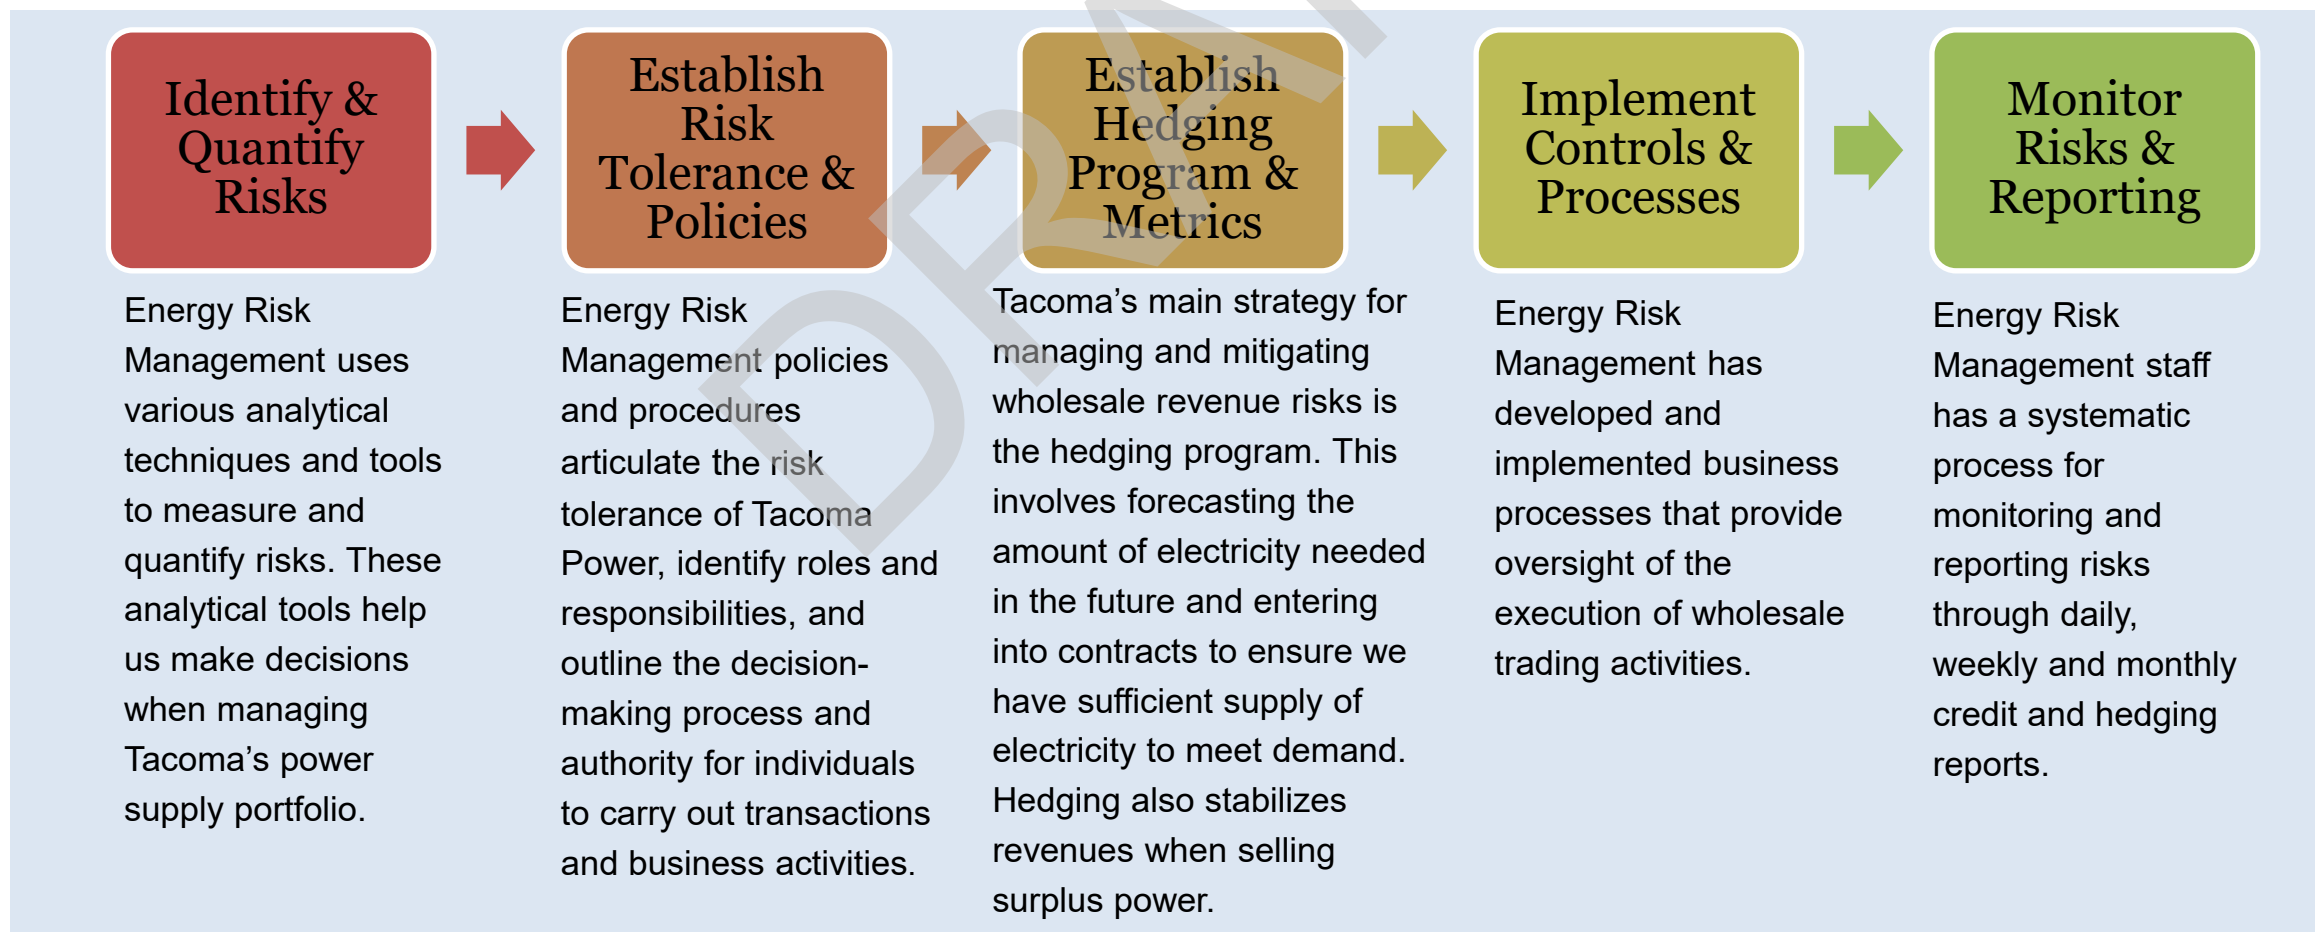 Identify &
Quantify
Risks
Establish
Risk
Tolerance &
Policies
Establish
Hedging
Program &
Metrics
Implement
Controls &
Processes
Monitor
Risks &
Reporting
Energy Risk
Management uses
various analytical
techniques and tools
to measure and
quantify risks. These
analytical tools help
us make decisions
when managing
Tacoma’s power
supply portfolio.
Energy Risk
Management policies
and procedures
articulate the risk
tolerance of Tacoma
Power, identify roles and
responsibilities, and
outline the decision-
making process and
authority for individuals
to carry out transactions
and business activities.
Tacoma’s main strategy for
managing and mitigating
wholesale revenue risks is
the hedging program. This
involves forecasting the
amount of electricity needed
in the future and entering
into contracts to ensure we
have sufficient supply of
electricity to meet demand.
Hedging also stabilizes
revenues when selling
surplus power.
Energy Risk
Management has
developed and
implemented business
processes that provide
oversight of the
execution of wholesale
trading activities.
Energy Risk
Management staff
has a systematic
process for
monitoring and
reporting risks
through daily,
weekly and monthly
credit and hedging
reports.